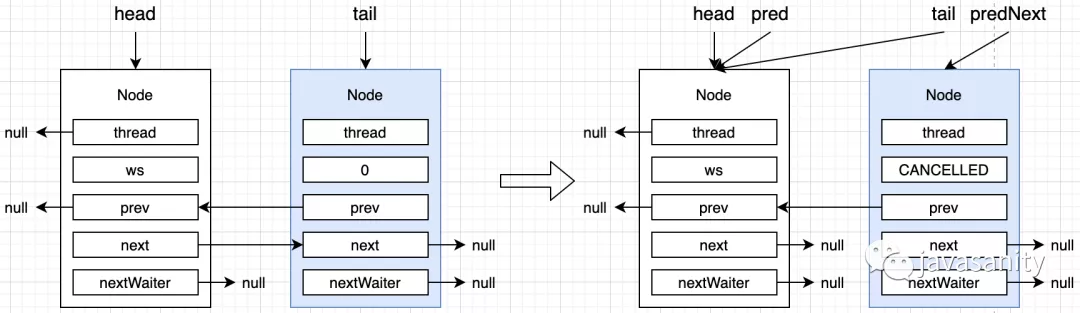 head tail head pred tail predNext
Node Node Node Node
null thread thread null thread thread
ws 0 ws CANCELLED
null prev prev null prev prev
next next null next null next null
nextWaiter null nextWaiter null nextWaiter null nextWaiter null
javasanity